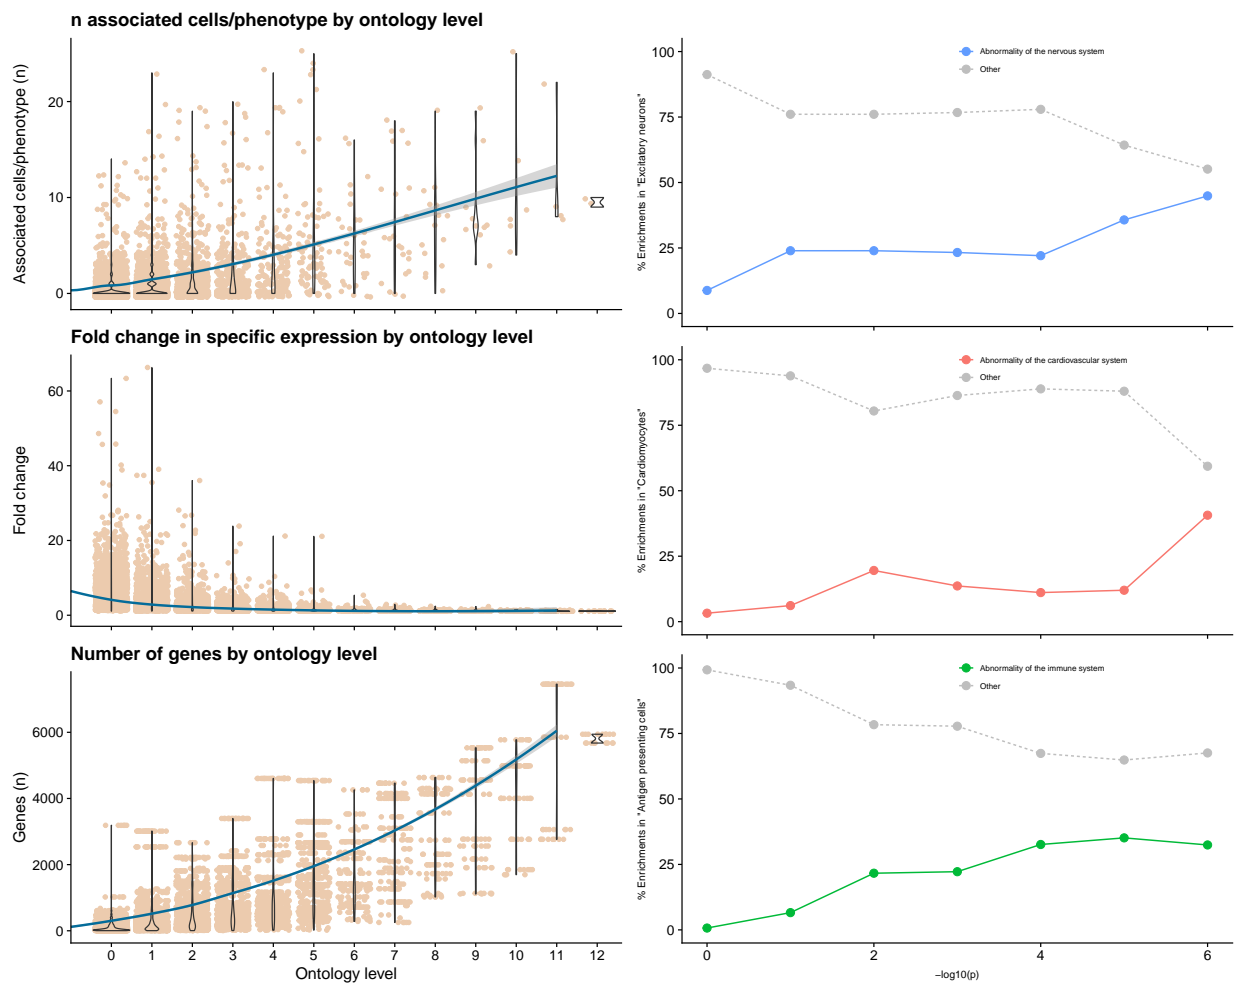 n associated cells/phenotype by ontology level
Associated cells/phenotype (n)
20
10
0
Fold change in specific expression by ontology level
Fold change
60
40
20
0
Number of genes by ontology level
Genes (n)
6000
4000
2000
0
0 1 2 3 4 5 6 7 8 9 10 11 12
Ontology level
% Enrichments in "Excitatory neurons"
100
75
50
25
0
Abnormality of the nervous system
Other
% Enrichments in "Cardiomyocytes"
100
75
50
25
0
Abnormality of the cardiovascular system
Other
% Enrichments in "Antigen presenting cells"
100
75
50
25
0
Abnormality of the immune system
Other
0 2 4 6
−log10(p)